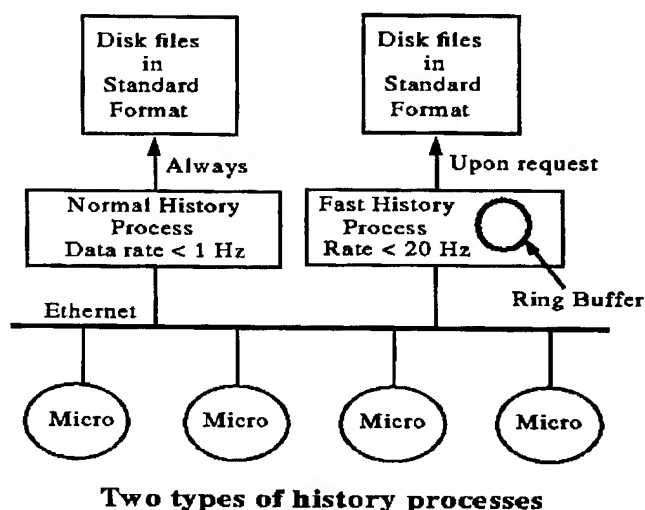 Disk files
in
Standard
Format
Disk files
in
Standard
Format
Always
Upon request
Normal History
Process
Data rate < 1 Hz
Fast History
Process
Rate < 20 Hz
Ring Buffer
Ethernet
Micro
Micro
Micro
Micro
Two types of history processes